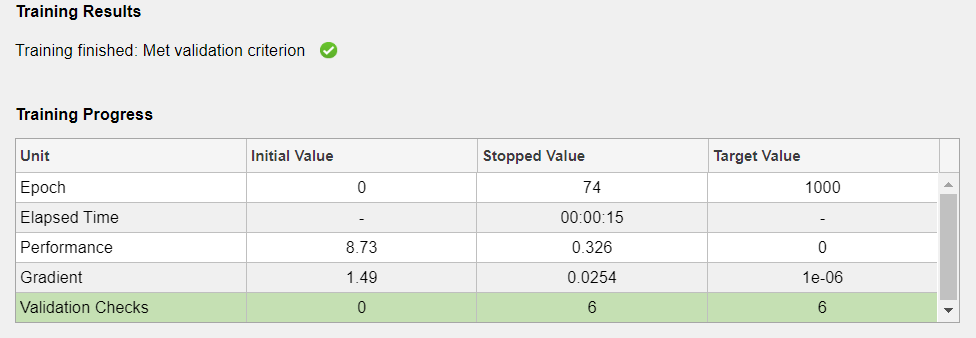 Training Results
Training finished: Met validation criterion
Training Progress
Unit Initial Value Stopped Value Target Value
Epoch 0 74 1000
Elapsed Time - 00:00:15 -
Performance 8.73 0.326 0
Gradient 1.49 0.0254 1e-06
Validation Checks 0 6 6